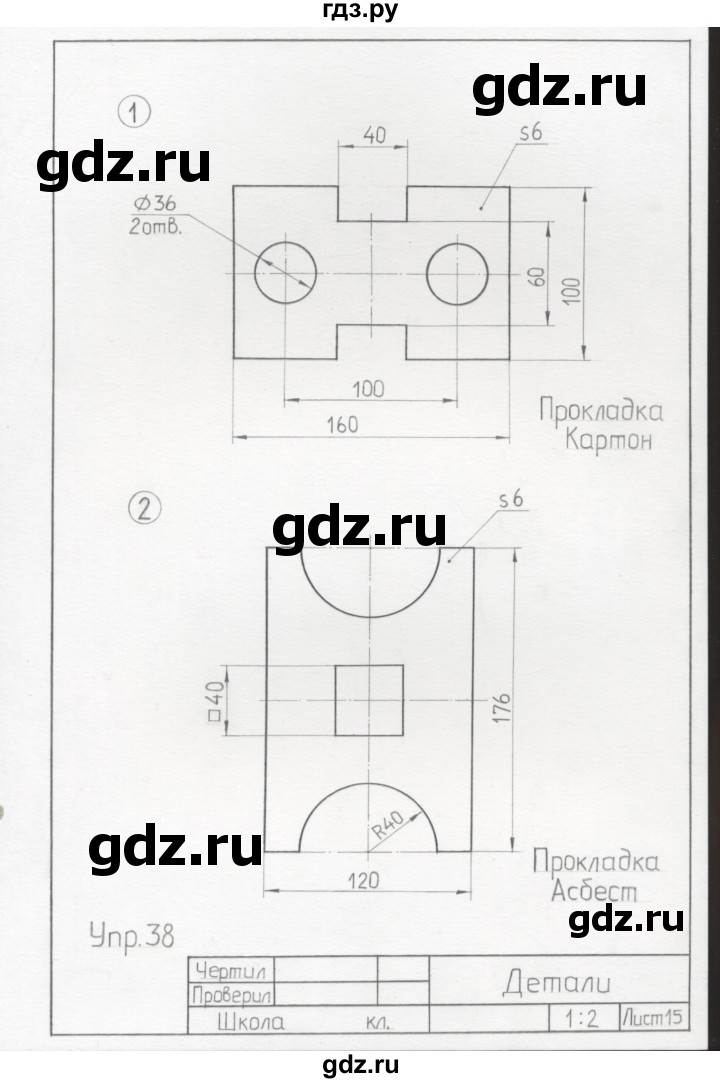 гдз.ру
gdz.ru
1
gdz.ru
40
s6
⌀36
2отв.
60
100
100
160
Прокладка
Картон
2
s6
gdz.ru
□40
176
R40
gdz.ru
120
Прокладка
Асбест
gdz.ru
Упр.38
Чертил
Проверил
Детали
Школа кл.
1:2
Лист15
gdz.ru